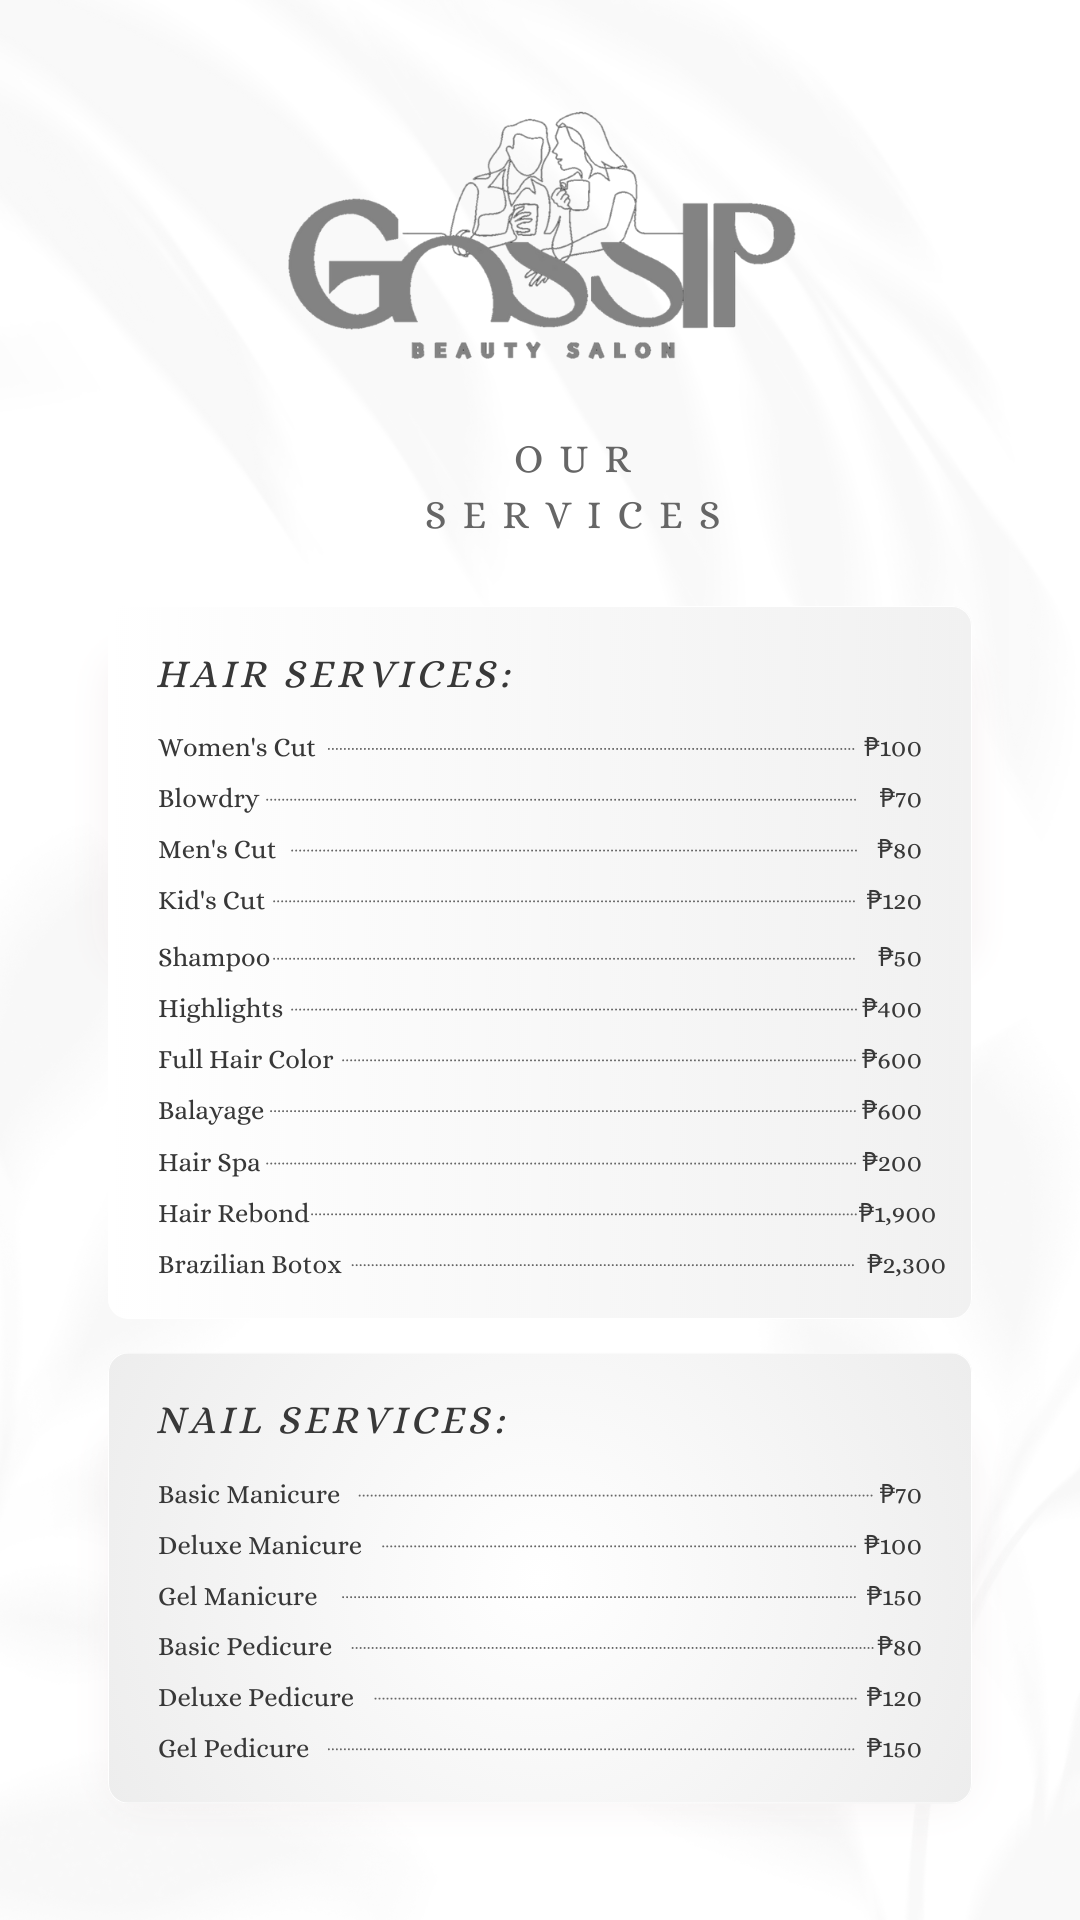 GossIP
BEAUTY SALON
OUR
SERVICES
HAIR SERVICES:
Women's Cut ₱100
Blowdry ₱70
Men's Cut ₱80
Kid's Cut ₱120
Shampoo ₱50
Highlights ₱400
Full Hair Color ₱600
Balayage ₱600
Hair Spa ₱200
Hair Rebond ₱1,900
Brazilian Botox ₱2,300
NAIL SERVICES:
Basic Manicure ₱70
Deluxe Manicure ₱100
Gel Manicure ₱150
Basic Pedicure ₱80
Deluxe Pedicure ₱120
Gel Pedicure ₱150